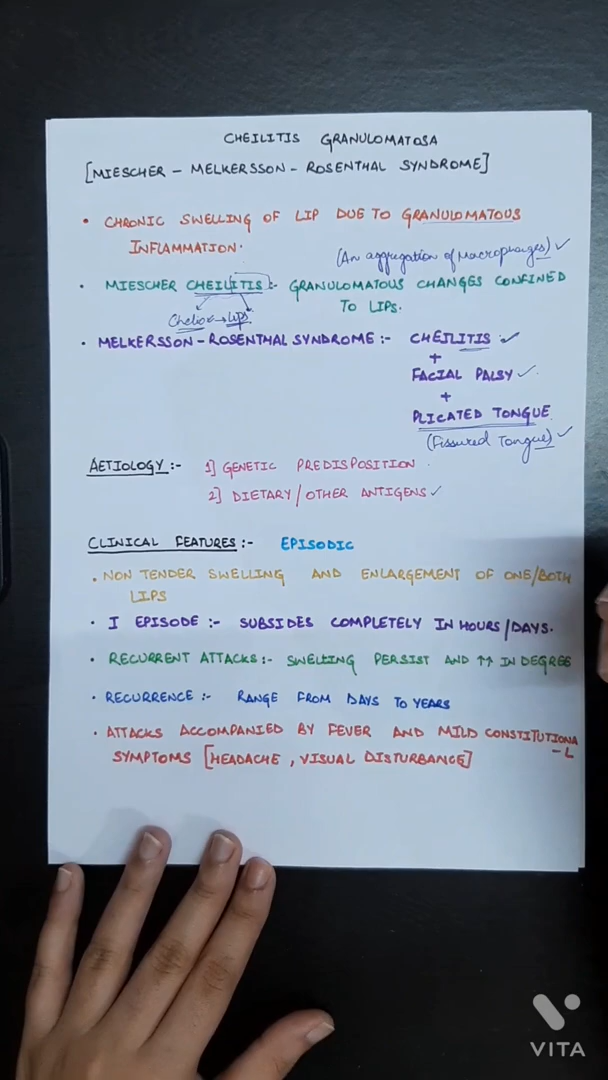 CHEILITIS GRANULOMATOSA
[MIESCHER - MELKERSSON - ROSENTHAL SYNDROME]
• CHRONIC SWELLING OF LIP DUE TO GRANULOMATOUS
INFLAMMATION.
(An aggregation of Macrophages) ✓
• MIESCHER CHEILITIS :- GRANULOMATOUS CHANGES CONFINED
TO LIPS.
→ lips
• MELKERSSON - ROSENTHAL SYNDROME :- CHEILITIS ✓
+
FACIAL PALSY ✓
+
PLICATED TONGUE
(Fissured Tongue) ✓
AETIOLOGY :- 1] GENETIC PREDISPOSITION
2] DIETARY / OTHER ANTIGENS ✓
CLINICAL FEATURES :- EPISODIC
• NON TENDER SWELLING AND ENLARGEMENT OF ONE/BOTH
LIPS
• I EPISODE :- SUBSIDES COMPLETELY IN HOURS/DAYS.
• RECURRENT ATTACKS :- SWELLING PERSIST AND ↑↑ IN DEGREE
• RECURRENCE :- RANGE FROM DAYS TO YEARS
• ATTACKS ACCOMPANIED BY FEVER AND MILD CONSTITUTIONA
-L
SYMPTOMS [HEADACHE, VISUAL DISTURBANCE]
VITA